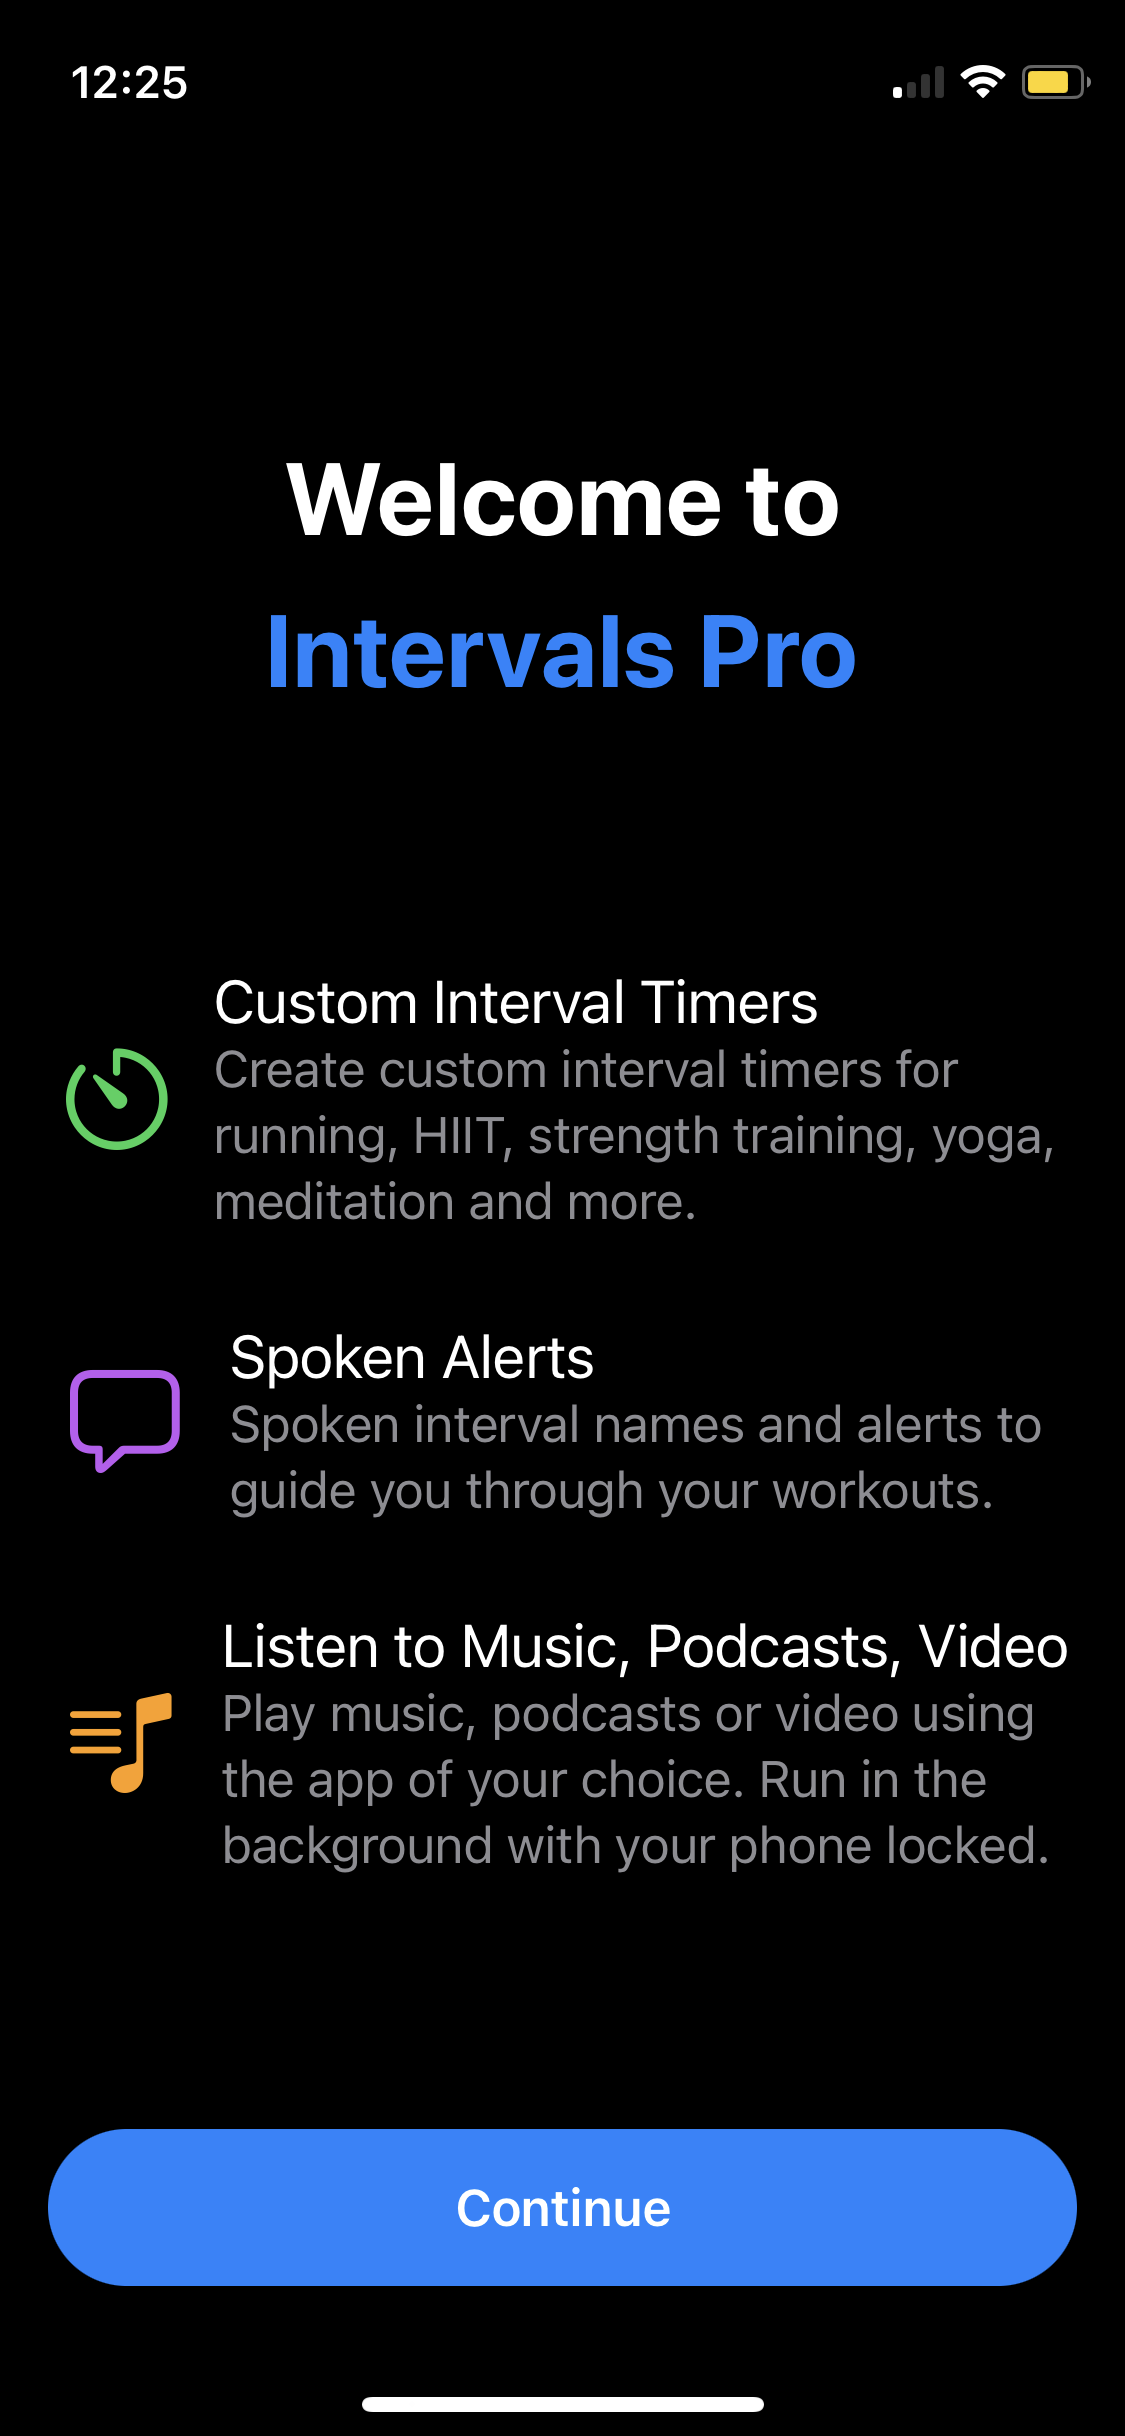 12:25
Welcome to
Intervals Pro
Custom Interval Timers
Create custom interval timers for
running, HIIT, strength training, yoga,
meditation and more.
Spoken Alerts
Spoken interval names and alerts to
guide you through your workouts.
Listen to Music, Podcasts, Video
Play music, podcasts or video using
the app of your choice. Run in the
background with your phone locked.
Continue